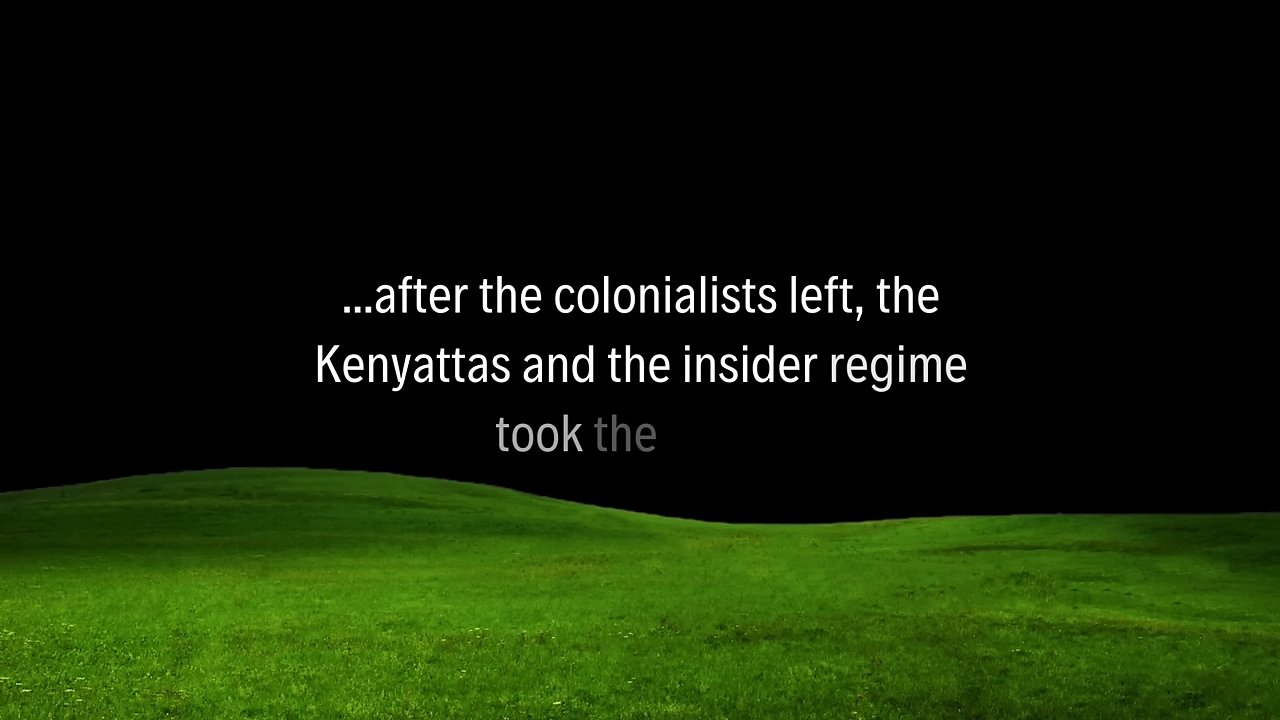 ...after the colonialists left, the
Kenyattas and the insider regime
took the